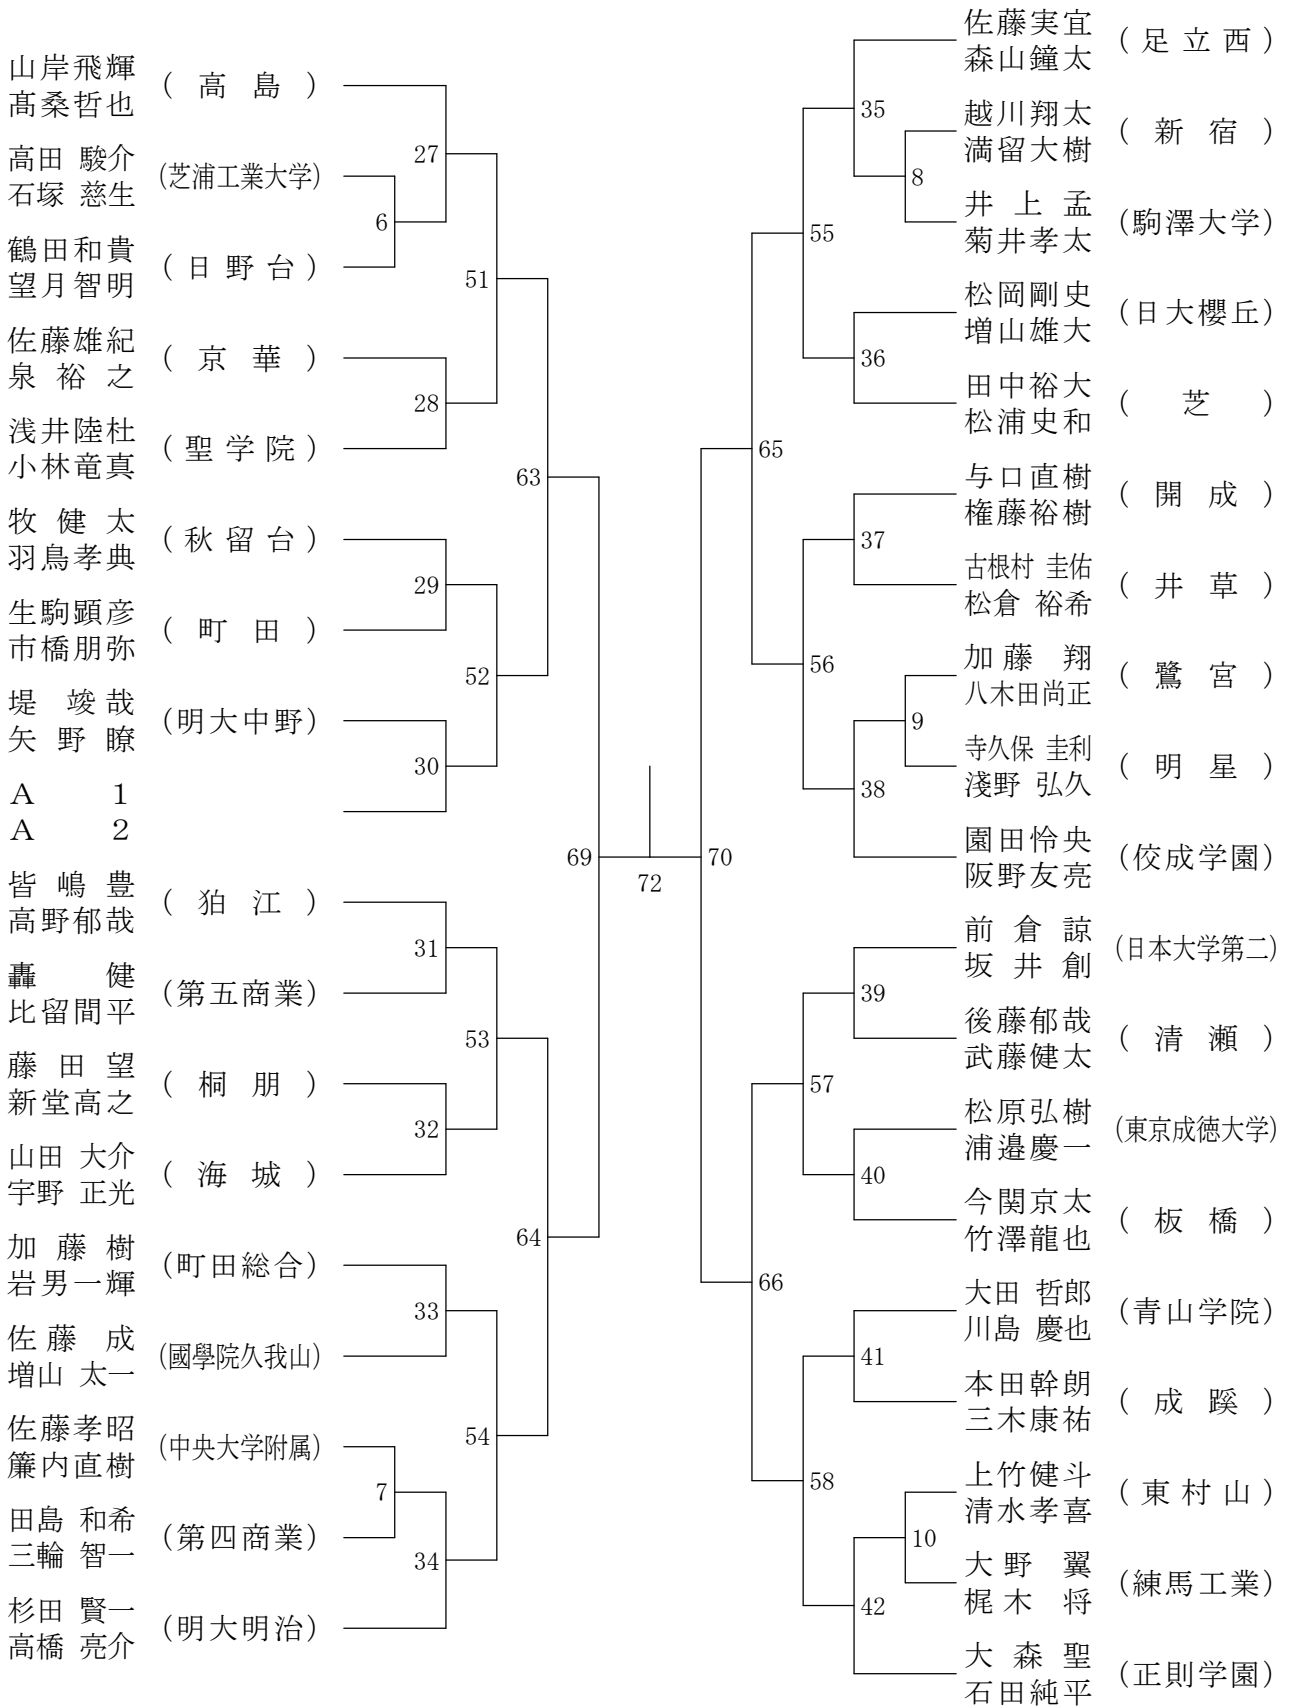 山岸飛輝
髙桑哲也
(高島)
高田 駿介
石塚 慈生
(芝浦工業大学)
鶴田和貴
望月智明
(日野台)
佐藤雄紀
泉裕之
(京華)
浅井陸杜
小林竜真
(聖学院)
牧健太
羽鳥孝典
(秋留台)
生駒顕彦
市橋朋弥
(町田)
堤竣哉
矢野瞭
(明大中野)
A 1
A 2
皆嶋豊
高野郁哉
(狛江)
轟健
比留間平
(第五商業)
藤田望
新堂高之
(桐朋)
山田 大介
宇野 正光
(海城)
加藤樹
岩男一輝
(町田総合)
佐藤成
増山 太一
(國學院久我山)
佐藤孝昭
簾内直樹
(中央大学附属)
田島 和希
三輪 智一
(第四商業)
杉田 賢一
高橋 亮介
(明大明治)
27
6
51
28
63
29
52
30
69
31
53
32
64
33
54
7
34
72
70
35
8
55
36
65
37
56
9
38
39
57
40
66
41
58
10
42
佐藤実宜
森山鐘太
(足立西)
越川翔太
満留大樹
(新宿)
井上孟
菊井孝太
(駒澤大学)
松岡剛史
増山雄大
(日大櫻丘)
田中裕大
松浦史和
(芝)
与口直樹
権藤裕樹
(開成)
古根村 圭佑
松倉 裕希
(井草)
加藤翔
八木田尚正
(鷺宮)
寺久保 圭利
淺野 弘久
(明星)
園田怜央
阪野友亮
(佼成学園)
前倉諒
坂井創
(日本大学第二)
後藤郁哉
武藤健太
(清瀬)
松原弘樹
浦邉慶一
(東京成徳大学)
今関京太
竹澤龍也
(板橋)
大田 哲郎
川島 慶也
(青山学院)
本田幹朗
三木康祐
(成蹊)
上竹健斗
清水孝喜
(東村山)
大野翼
梶木将
(練馬工業)
大森聖
石田純平
(正則学園)